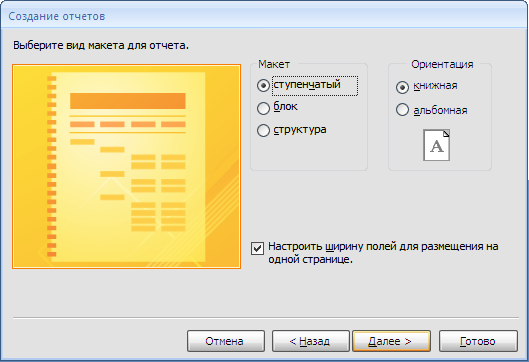 Создание отчетов
Выберите вид макета для отчета.
Макет
ступенчатый
блок
структура
Ориентация
книжная
альбомная
A
Настроить ширину полей для размещения на
одной странице.
Отмена
< Назад
Далее >
Готово